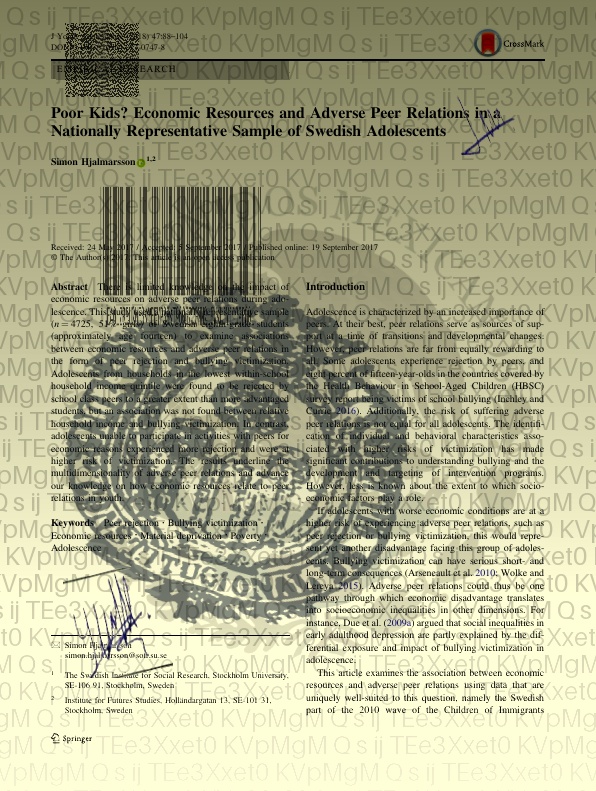 CrossMark
Poor Kids? Economic Resources and Adverse Peer Relations in a
Nationally Representative Sample of Swedish Adolescents
Simon Hjalmarsson 1,2
Received: 24 May 2017 / Accepted: 5 September 2017 / Published online: 19 September 2017
© The Author(s) 2017. This article is an open access publication
Abstract There is limited knowledge on the impact of
economic resources on adverse peer relations during ado-
lescence. This
(approximately age fourteen) to examine associations
between economic resources and adverse peer relations in
the form of peer rejection and bullying victimization.
Adolescents from households in the lowest within-school
household income quintile were found to be rejected by
school class peers to a greater extent than more advantaged
students, but an association was not found between relative
household income and bullying victimization. In contrast,
adolescents unable to participate in activities with peers for
economic reasons experienced more rejection and were at
higher risk of victimization. The results underline the
multidimensionality of adverse peer relations and advance
our knowledge on how economic resources relate to peer
relations in youth.
Keywords Peer rejection · Bullying victimization ·
Economic resources · Material deprivation · Poverty ·
Adolescence
Simon Hjalmarsson
simon.hjalmarsson@sofi.su.se
1 The Swedish Institute for Social Research, Stockholm University,
SE-106 91, Stockholm, Sweden
2 Institute for Futures Studies, Holländargatan 13, SE-101 31,
Stockholm, Sweden
Introduction
Adolescence is characterized by an increased importance of
peers. At their best, peer relations serve as sources of sup-
port at a time of transitions and developmental changes.
However, peer relations are far from equally rewarding to
all. Some adolescents experience rejection by peers, and
eight percent of fifteen-year-olds in the countries covered by
the Health Behaviour in School-Aged Children (HBSC)
survey report being victims of school bullying (Inchley and
Currie 2016). Additionally, the risk of suffering adverse
peer relations is not equal for all adolescents. The identifi-
cation of individual and behavioral characteristics asso-
ciated with higher risks of victimization has made
significant contributions to understanding bullying and the
development and targeting of intervention programs.
However, less is known about the extent to which socio-
economic factors play a role.
If adolescents with worse economic conditions are at a
higher risk of experiencing adverse peer relations, such as
peer rejection or bullying victimization, this would repre-
sent yet another disadvantage facing this group of adoles-
cents. Bullying victimization can have serious short- and
long-term consequences (Arseneault et al. 2010; Wolke and
Lereya 2015). Adverse peer relations could thus be one
pathway through which economic disadvantage translates
into socioeconomic inequalities in other dimensions. For
instance, Due et al. (2009a) argued that social inequalities in
early adulthood depression are partly explained by the dif-
ferential exposure and impact of bullying victimization in
adolescence.
This article examines the association between economic
resources and adverse peer relations using data that are
uniquely well-suited to this question, namely the Swedish
part of the 2010 wave of the Children of Immigrants
Springer